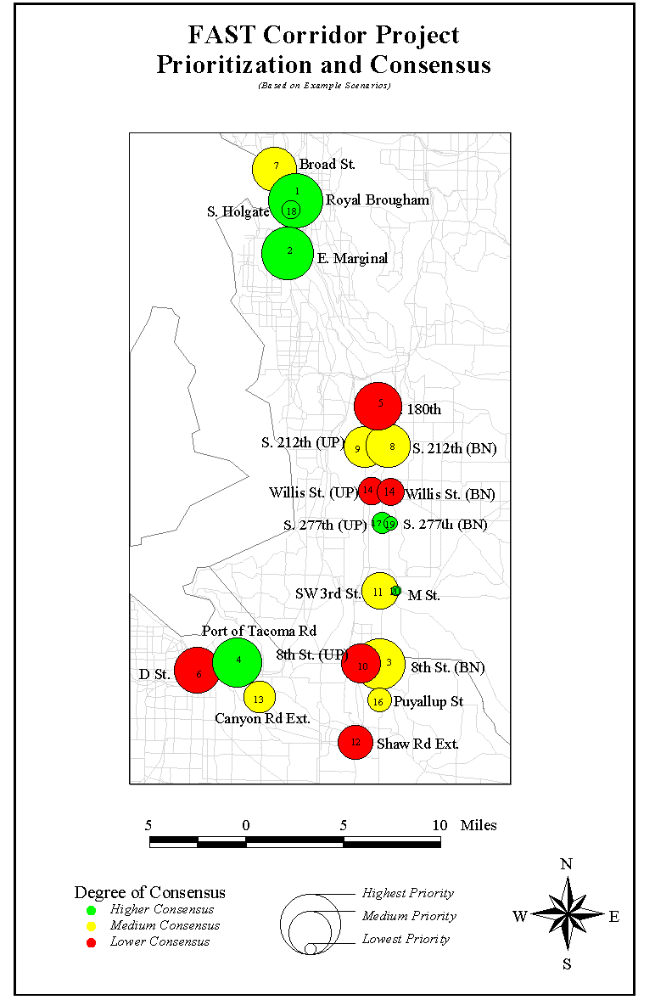 FAST Corridor Project
Prioritization and Consensus
(Based on Example Scenarios)
7
Broad St.
1
Royal Brougham
S. Holgate
18
2
E. Marginal
5
. 180th
S. 212th (UP)
9
8
S. 212th (BN)
Willis St. (UP)
14
14
Willis St. (BN)
S. 277th (UP)
17
19
S. 277th (BN)
SW 3rd St.
11
20
M St.
Port of Tacoma Rd
8th St. (UP)
D St.
6
4
10
3
8th St. (BN)
13
16
Puyallup St
Canyon Rd Ext.
12
Shaw Rd Ext.
5 0 5 10 Miles
Degree of Consensus
Higher Consensus
Medium Consensus
Lower Consensus
Highest Priority
Medium Priority
Lowest Priority
N
W
E
S